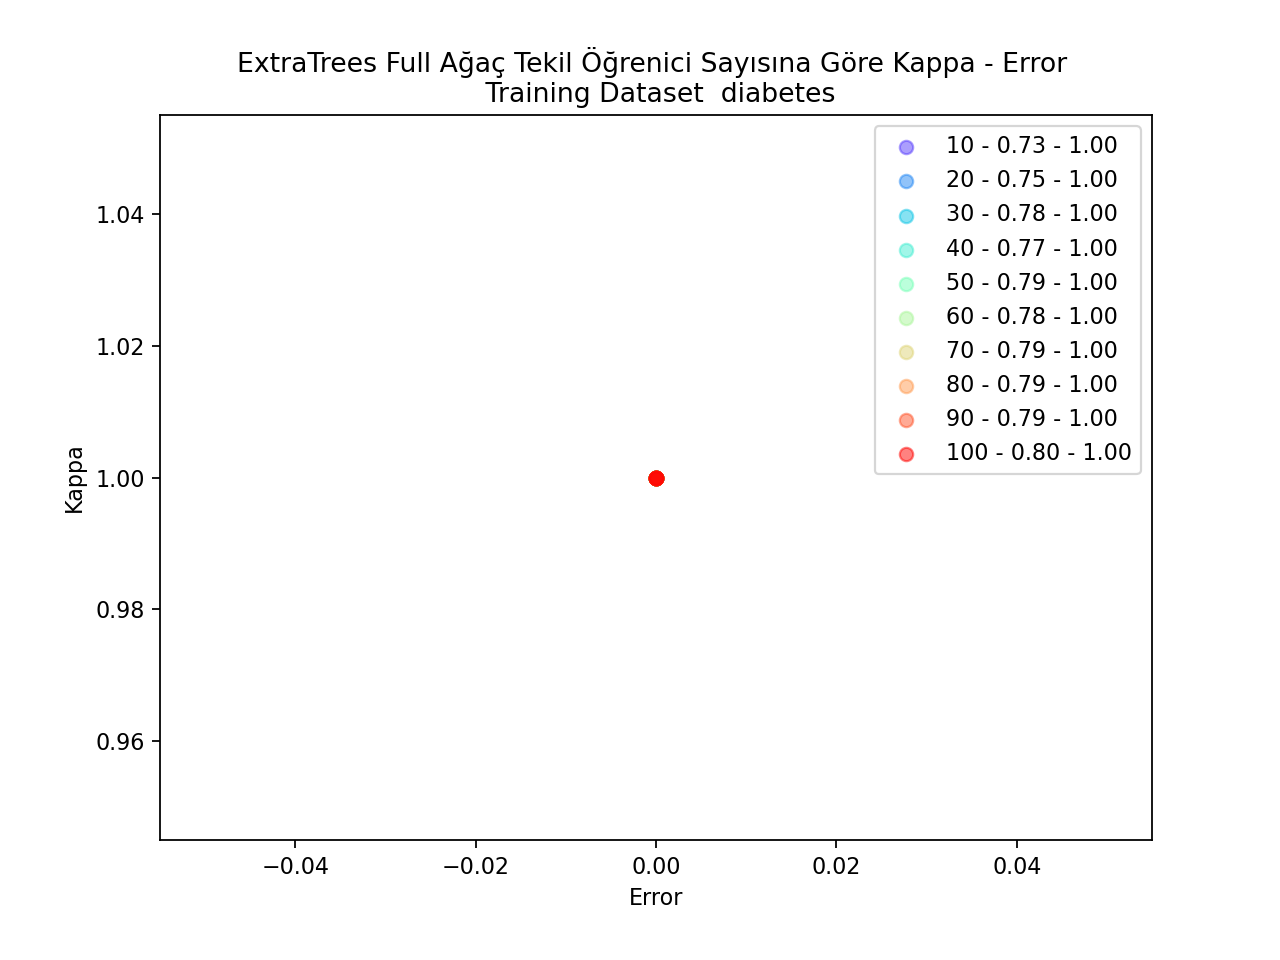 ExtraTrees Full Ağaç Tekil Öğrenici Sayısına Göre Kappa - Error
Training Dataset  diabetes
10 - 0.73 - 1.00
20 - 0.75 - 1.00
30 - 0.78 - 1.00
40 - 0.77 - 1.00
50 - 0.79 - 1.00
60 - 0.78 - 1.00
70 - 0.79 - 1.00
80 - 0.79 - 1.00
90 - 0.79 - 1.00
100 - 0.80 - 1.00
Kappa
1.04
1.02
1.00
0.98
0.96
−0.04
−0.02
0.00
0.02
0.04
Error